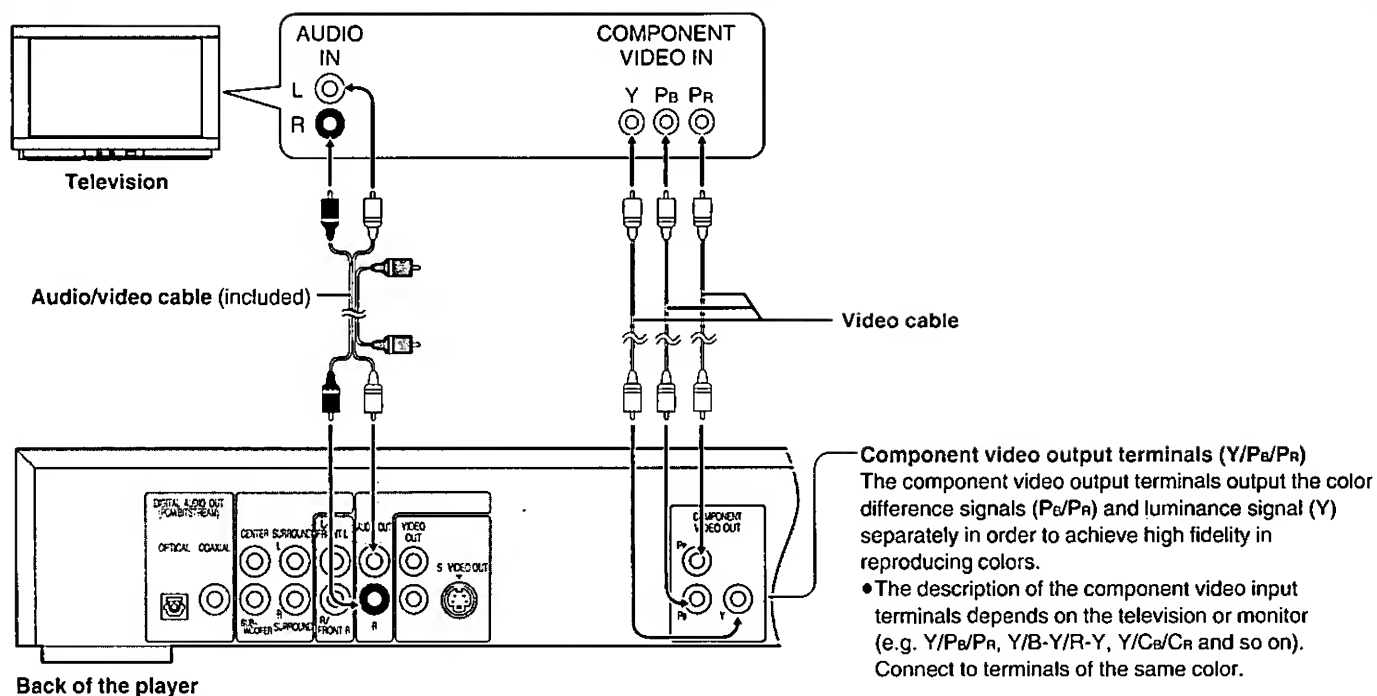 AUDIO
IN
L
R
COMPONENT
VIDEO IN
Y PB PR
Television
Audio/video cable (included)
Video cable
DIGITAL AUDIO OUT
(PCM/BITSTREAM)
OPTICAL COAXIAL
CENTER SURROUND
L
L/
FRONT L
AUDIO OUT
VIDEO
OUT
S VIDEO OUT
SUB-
WOOFER
R
SURROUND
R/
FRONT R
R
COMPONENT
VIDEO OUT
PR
PB
Y
Back of the player
Component video output terminals (Y/PB/PR)
The component video output terminals output the color
difference signals (PB/PR) and luminance signal (Y)
separately in order to achieve high fidelity in
reproducing colors.
●The description of the component video input
terminals depends on the television or monitor
(e.g. Y/PB/PR, Y/B-Y/R-Y, Y/CB/CR and so on).
Connect to terminals of the same color.